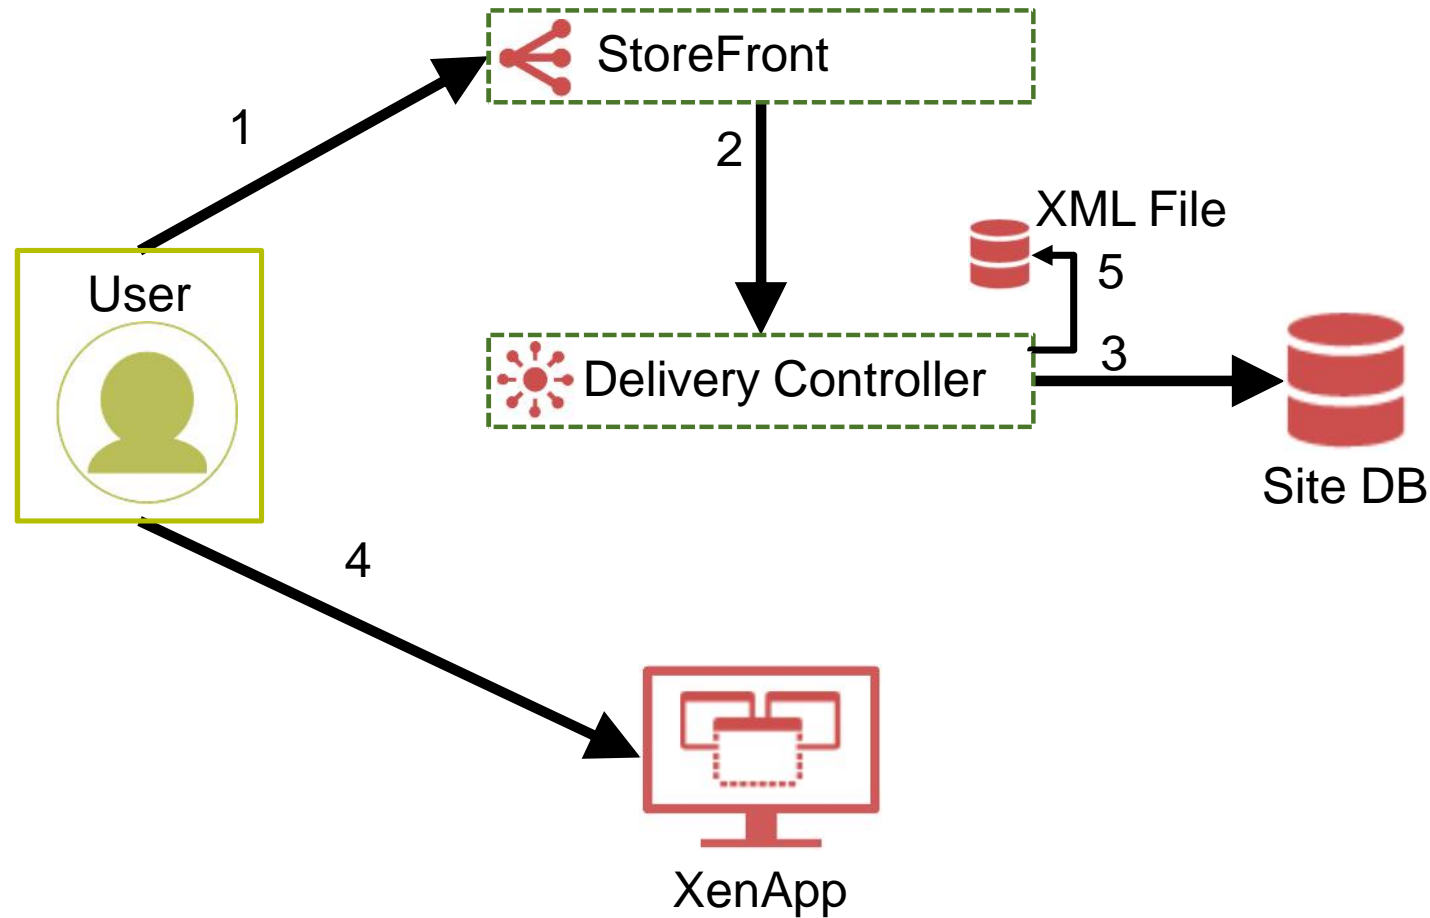 StoreFront
1
2
XML File
5
User
3
Delivery Controller
Site DB
4
XenApp